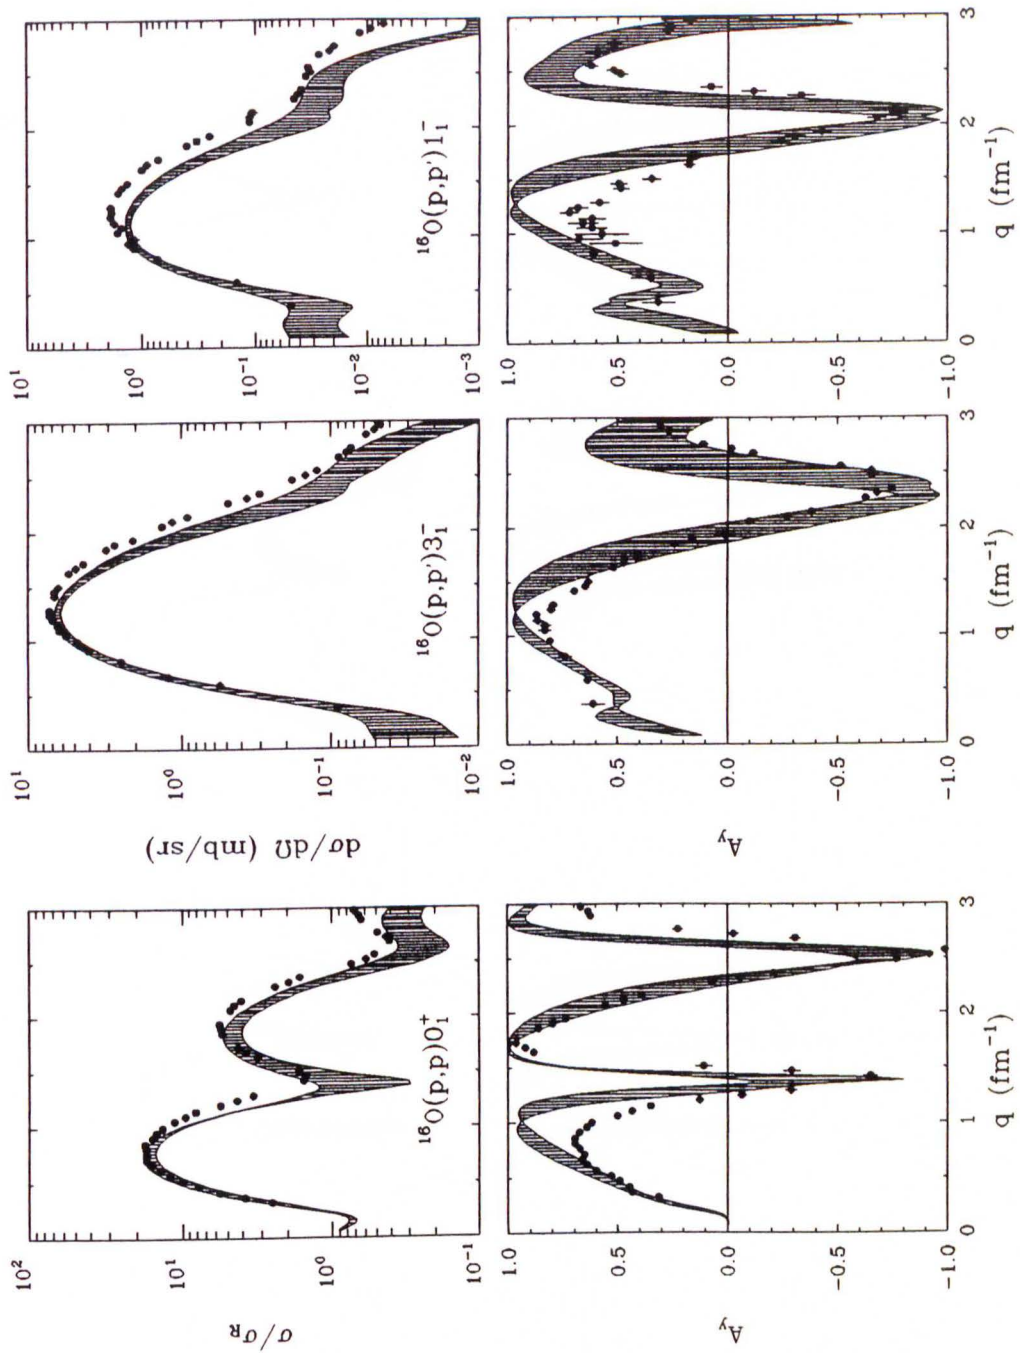 σ/σ_R
10²
10¹
10⁰
10⁻¹
¹⁶O(p,p)0₁⁺
dσ/dΩ (mb/sr)
10¹
10⁰
10⁻¹
10⁻²
¹⁶O(p,p')3₁⁻
10¹
10⁰
10⁻¹
10⁻²
10⁻³
¹⁶O(p,p')1₁⁻
A_y
1.0
0.5
0.0
−0.5
−1.0
0 1 2 3
q (fm⁻¹)
A_y
1.0
0.5
0.0
−0.5
−1.0
0 1 2 3
q (fm⁻¹)
1.0
0.5
0.0
−0.5
−1.0
0 1 2 3
q (fm⁻¹)